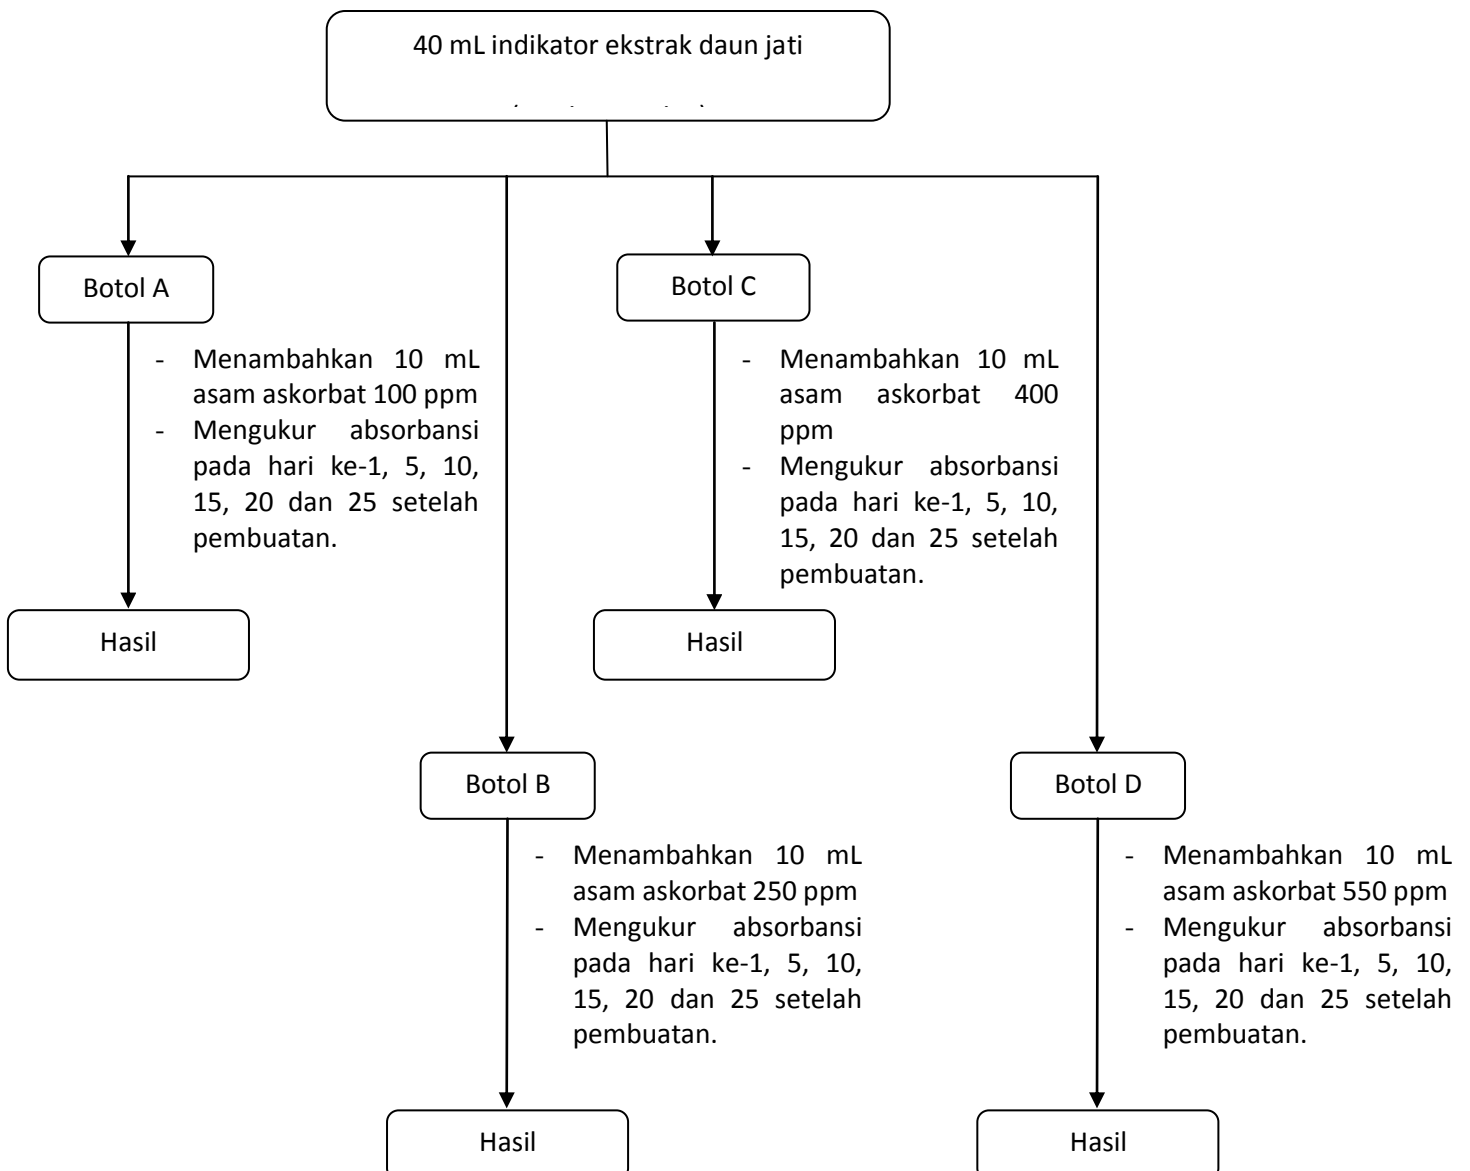 40 mL indikator ekstrak daun jati
Botol A
- Menambahkan 10 mL
asam askorbat 100 ppm
- Mengukur absorbansi
pada hari ke-1, 5, 10,
15, 20 dan 25 setelah
pembuatan.
Hasil
Botol C
- Menambahkan 10 mL
asam askorbat 400
ppm
- Mengukur absorbansi
pada hari ke-1, 5, 10,
15, 20 dan 25 setelah
pembuatan.
Hasil
Botol B
- Menambahkan 10 mL
asam askorbat 250 ppm
- Mengukur absorbansi
pada hari ke-1, 5, 10,
15, 20 dan 25 setelah
pembuatan.
Hasil
Botol D
- Menambahkan 10 mL
asam askorbat 550 ppm
- Mengukur absorbansi
pada hari ke-1, 5, 10,
15, 20 dan 25 setelah
pembuatan.
Hasil